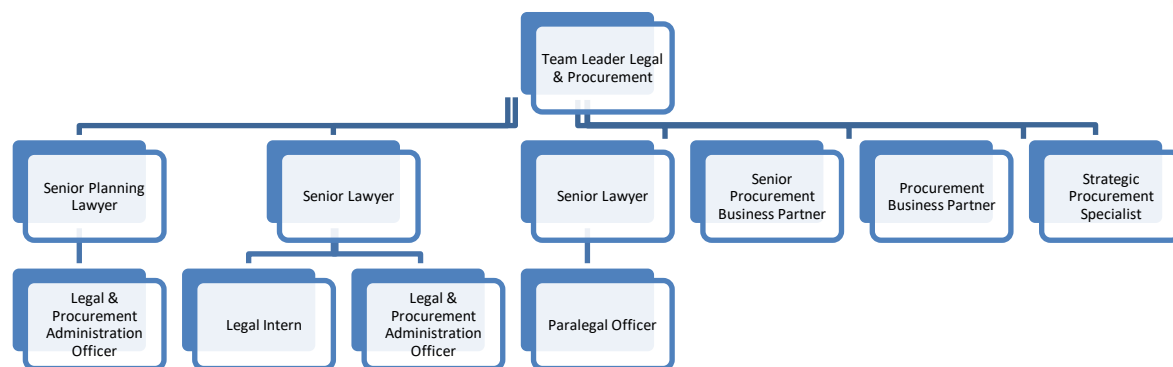 Team Leader Legal
& Procurement
Senior Planning
Lawyer
Senior Lawyer
Senior Lawyer
Senior
Procurement
Business Partner
Procurement
Business Partner
Strategic
Procurement
Specialist
Legal &
Procurement
Administration
Officer
Legal Intern
Legal &
Procurement
Administration
Officer
Paralegal Officer